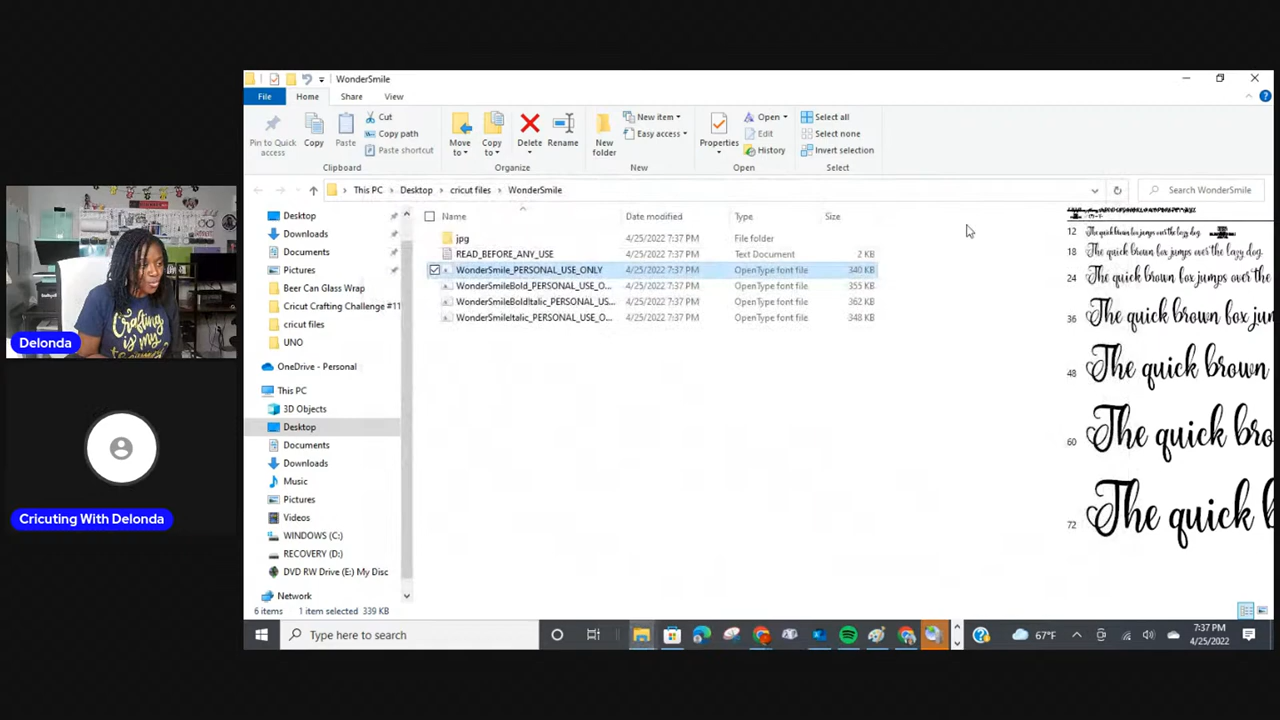 WonderSmile
File Home Share View
Pin to Quick access
Copy
Paste
Cut
Copy path
Paste shortcut
Move to
Copy to
Delete
Rename
New folder
New item
Easy access
Properties
Open
Edit
History
Select all
Select none
Invert selection
Clipboard Organize New Open Select
This PC > Desktop > cricut files > WonderSmile
Search WonderSmile
Desktop
Downloads
Documents
Pictures
Beer Can Glass Wrap
Cricut Crafting Challenge #11
cricut files
UNO
OneDrive - Personal
This PC
3D Objects
Desktop
Documents
Downloads
Music
Pictures
Videos
WINDOWS (C:)
RECOVERY (D:)
DVD RW Drive (E:) My Disc
Network
Name Date modified Type Size
jpg 4/25/2022 7:37 PM File folder
READ_BEFORE_ANY_USE 4/25/2022 7:37 PM Text Document 2 KB
WonderSmile_PERSONAL_USE_ONLY 4/25/2022 7:37 PM OpenType font file 340 KB
WonderSmileBold_PERSONAL_USE_O... 4/25/2022 7:37 PM OpenType font file 355 KB
WonderSmileBoldItalic_PERSONAL_US... 4/25/2022 7:37 PM OpenType font file 362 KB
WonderSmileItalic_PERSONAL_USE_O... 4/25/2022 7:37 PM OpenType font file 348 KB
12 The quick brown fox jumps over the lazy dog.
18 The quick brown fox jumps over the lazy dog.
24 The quick brown fox jumps over the
36 The quick brown fox jum
48 The quick brown
60 The quick bro
72 The quick b
6 items 1 item selected 339 KB
Type here to search
67°F
7:37 PM
4/25/2022
Crafting is my
Delonda
Cricuting With Delonda